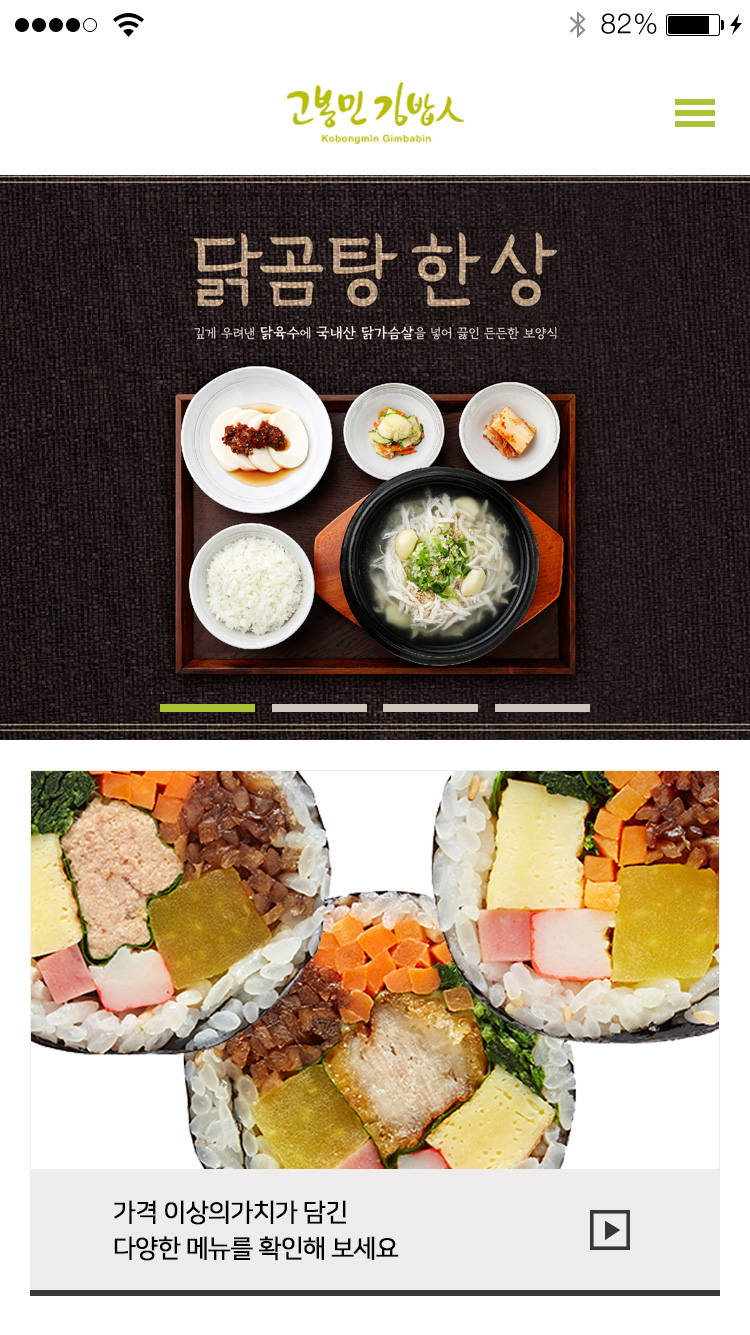 82%
고봉민김밥人
Kobongmin Gimbabin
닭곰탕 한 상
깊게 우려낸 닭육수에 국내산 닭가슴살을 넣어 끓인 든든한 보양식
가격 이상의가치가 담긴
다양한 메뉴를 확인해 보세요